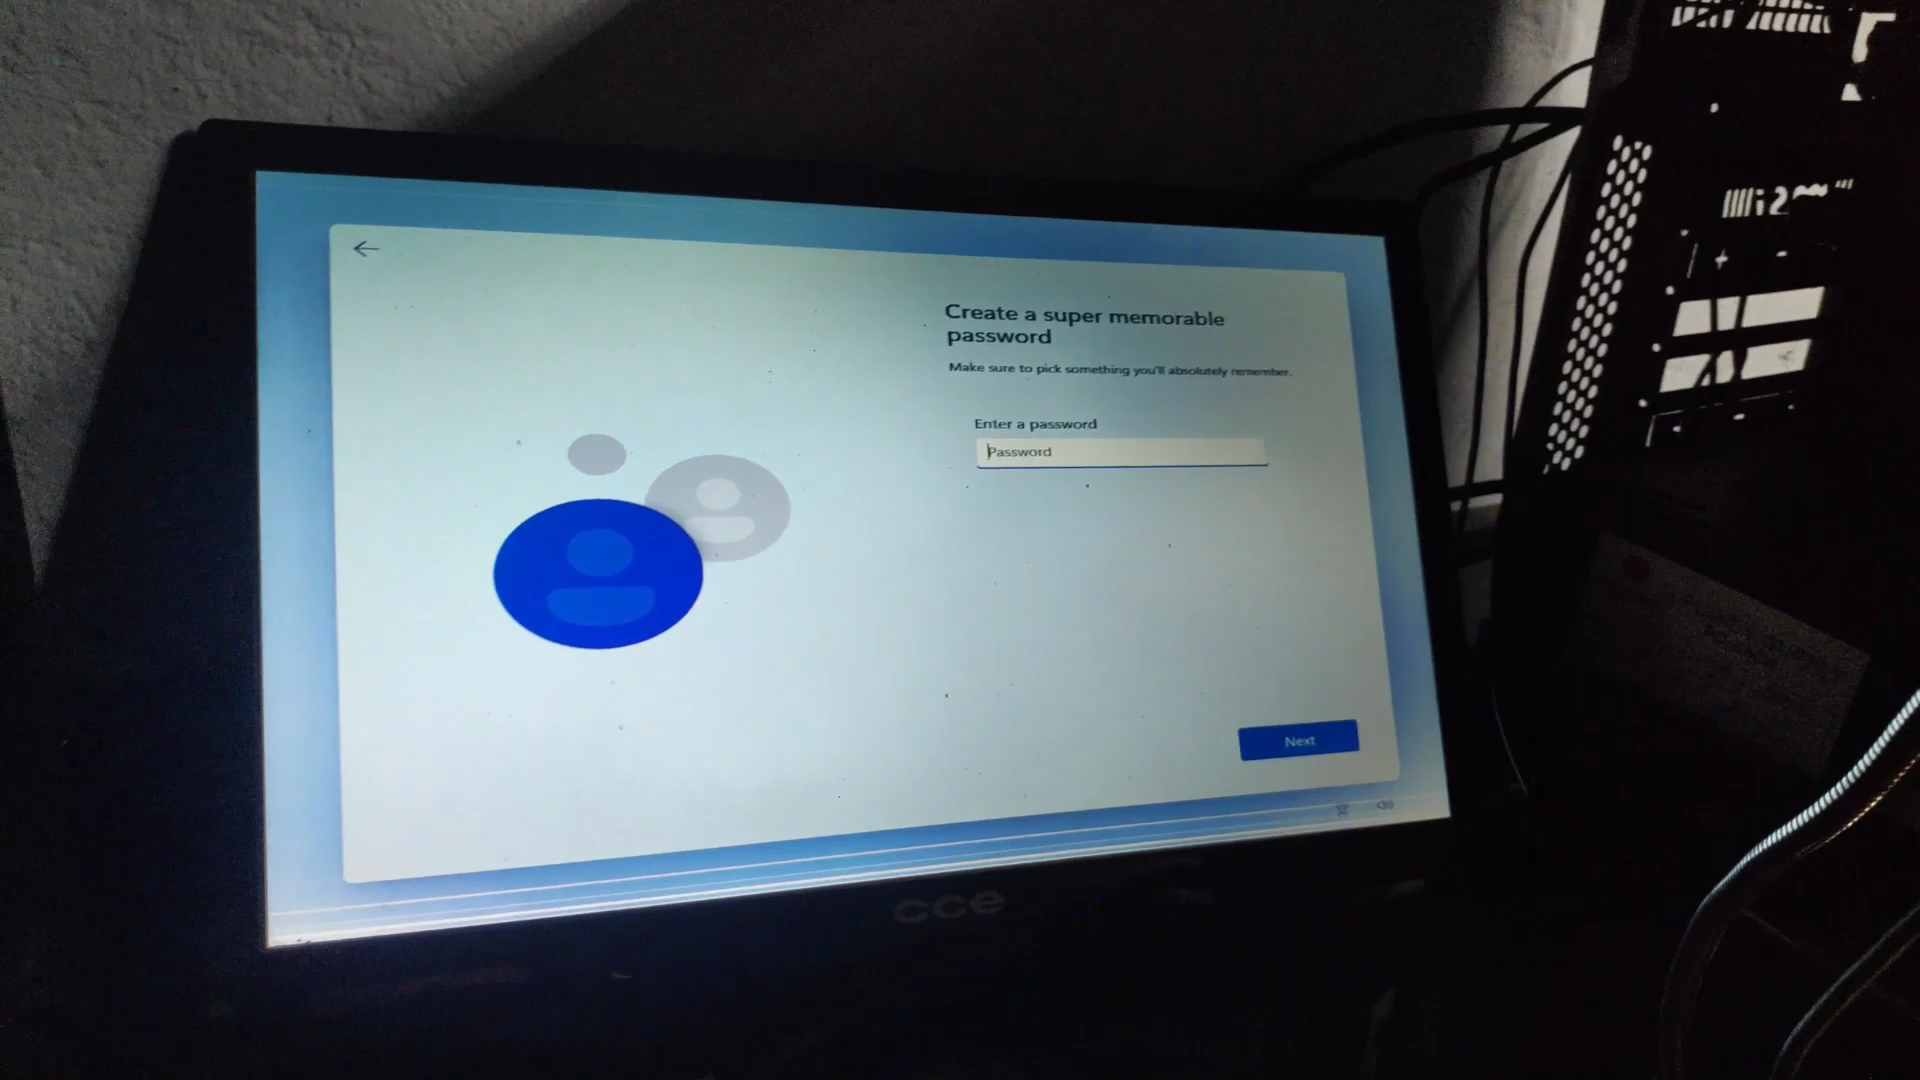 Create a super memorable
password
Make sure to pick something you'll absolutely remember.
Enter a password
Password
Next
cce